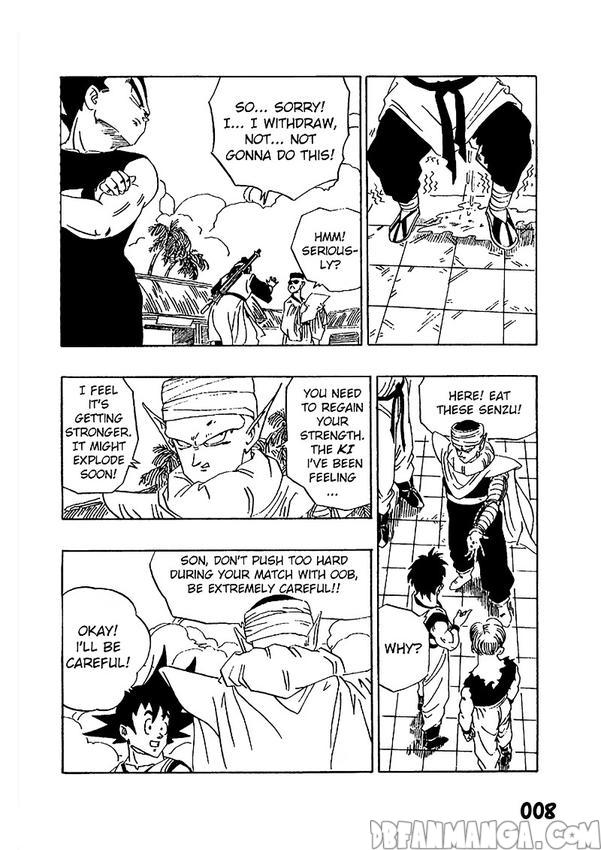 SO... SORRY!
I... I WITHDRAW,
NOT... NOT
GONNA DO THIS!
HMM!
SERIOUS-
LY?
HERE! EAT
THESE SENZU!
WHY?
YOU NEED
TO REGAIN
YOUR
STRENGTH.
THE KI
I'VE BEEN
FEELING
...
I FEEL
IT'S
GETTING
STRONGER.
IT MIGHT
EXPLODE
SOON!
SON, DON'T PUSH TOO HARD
DURING YOUR MATCH WITH OOB,
BE EXTREMELY CAREFUL!!
OKAY!
I'LL BE
CAREFUL!
008
DBFANMANGA.COM